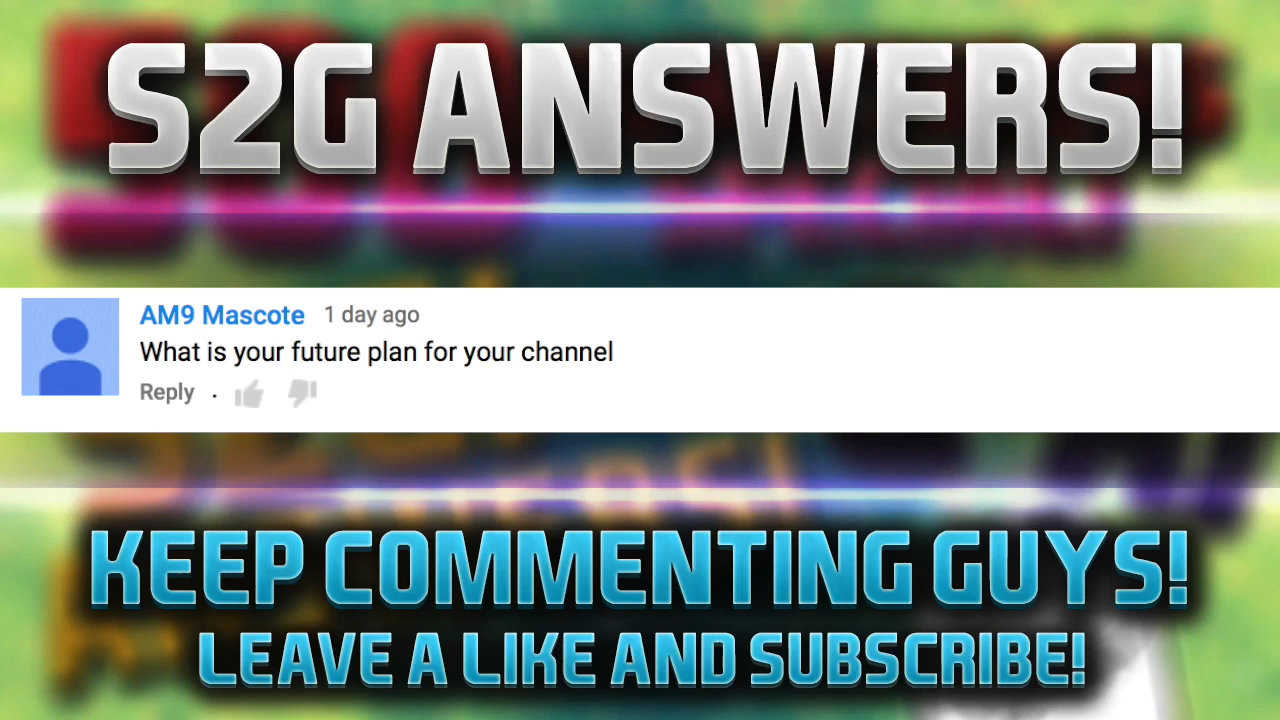 S2G ANSWERS!
AM9 Mascote 1 day ago
What is your future plan for your channel
Reply .
KEEP COMMENTING GUYS!
LEAVE A LIKE AND SUBSCRIBE!